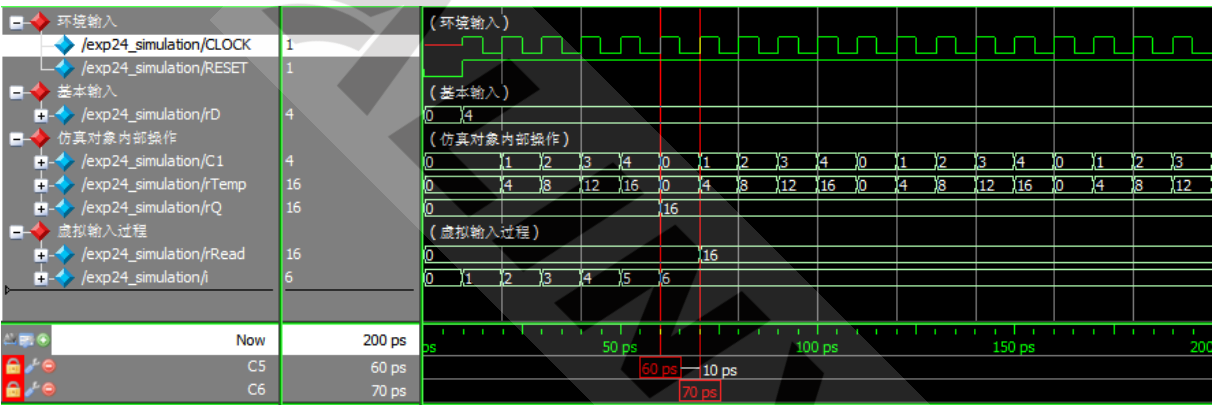 环境输入 (环境输入)
/exp24_simulation/CLOCK 1
/exp24_simulation/RESET 1
基本输入 (基本输入)
/exp24_simulation/rD 4 0 4
仿真对象内部操作 (仿真对象内部操作)
/exp24_simulation/C1 4 0 1 2 3 4 0 1 2 3 4 0 1 2 3 4 0 1 2 3
/exp24_simulation/rTemp 16 0 4 8 12 16 0 4 8 12 16 0 4 8 12 16 0 4 8 12
/exp24_simulation/rQ 16 0 16
虚拟输入过程 (虚拟输入过程)
/exp24_simulation/rRead 16 0 16
/exp24_simulation/i 6 0 1 2 3 4 5 6
Now 200 ps ps 50 ps 100 ps 150 ps 200
C5 60 ps 60 ps 10 ps
C6 70 ps 70 ps